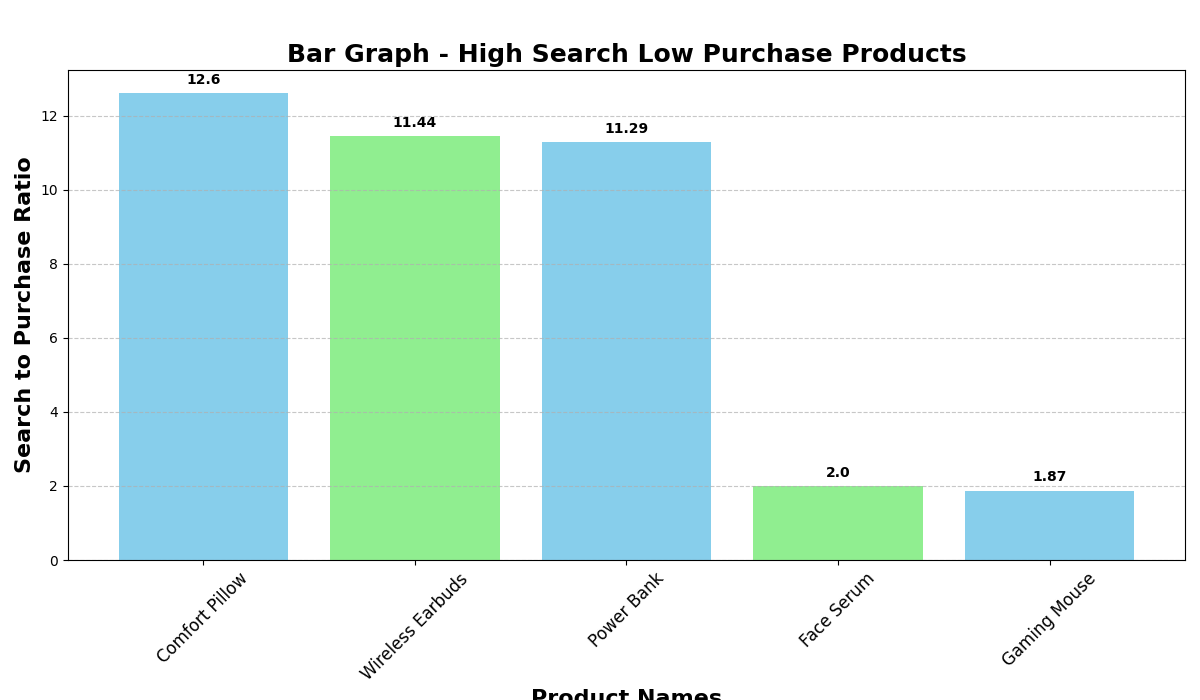 Bar Graph - High Search Low Purchase Products
Search to Purchase Ratio
12
10
8
6
4
2
0
12.6
11.44
11.29
2.0
1.87
Comfort Pillow
Wireless Earbuds
Power Bank
Face Serum
Gaming Mouse
Product Names